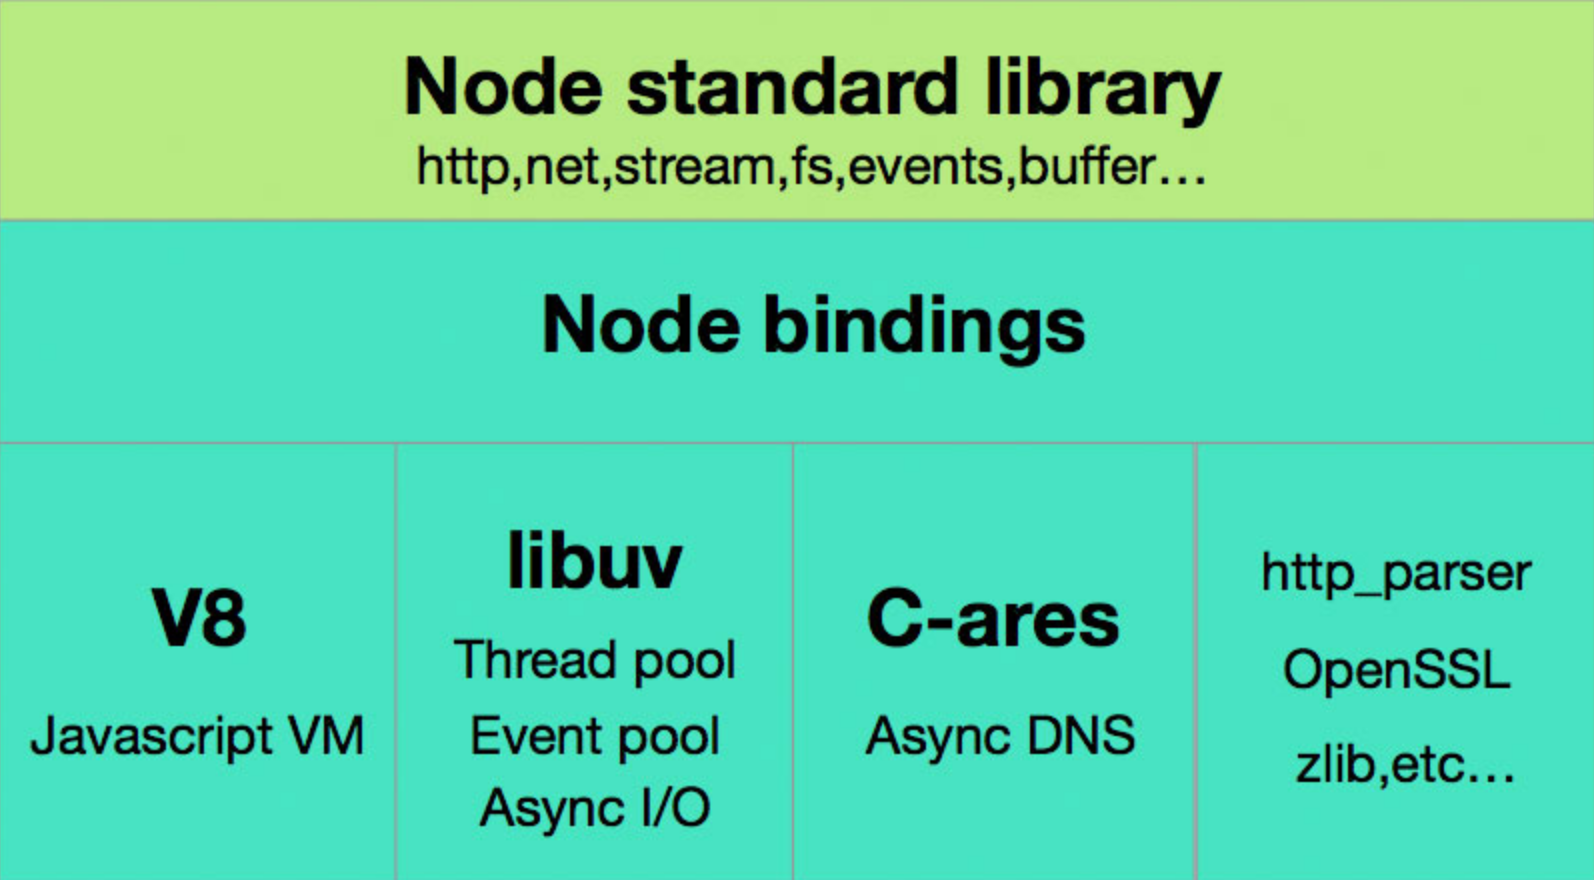 Node standard library
http,net,stream,fs,events,buffer...
Node bindings
V8
Javascript VM
libuv
Thread pool
Event pool
Async I/O
C-ares
Async DNS
http_parser
OpenSSL
zlib,etc...